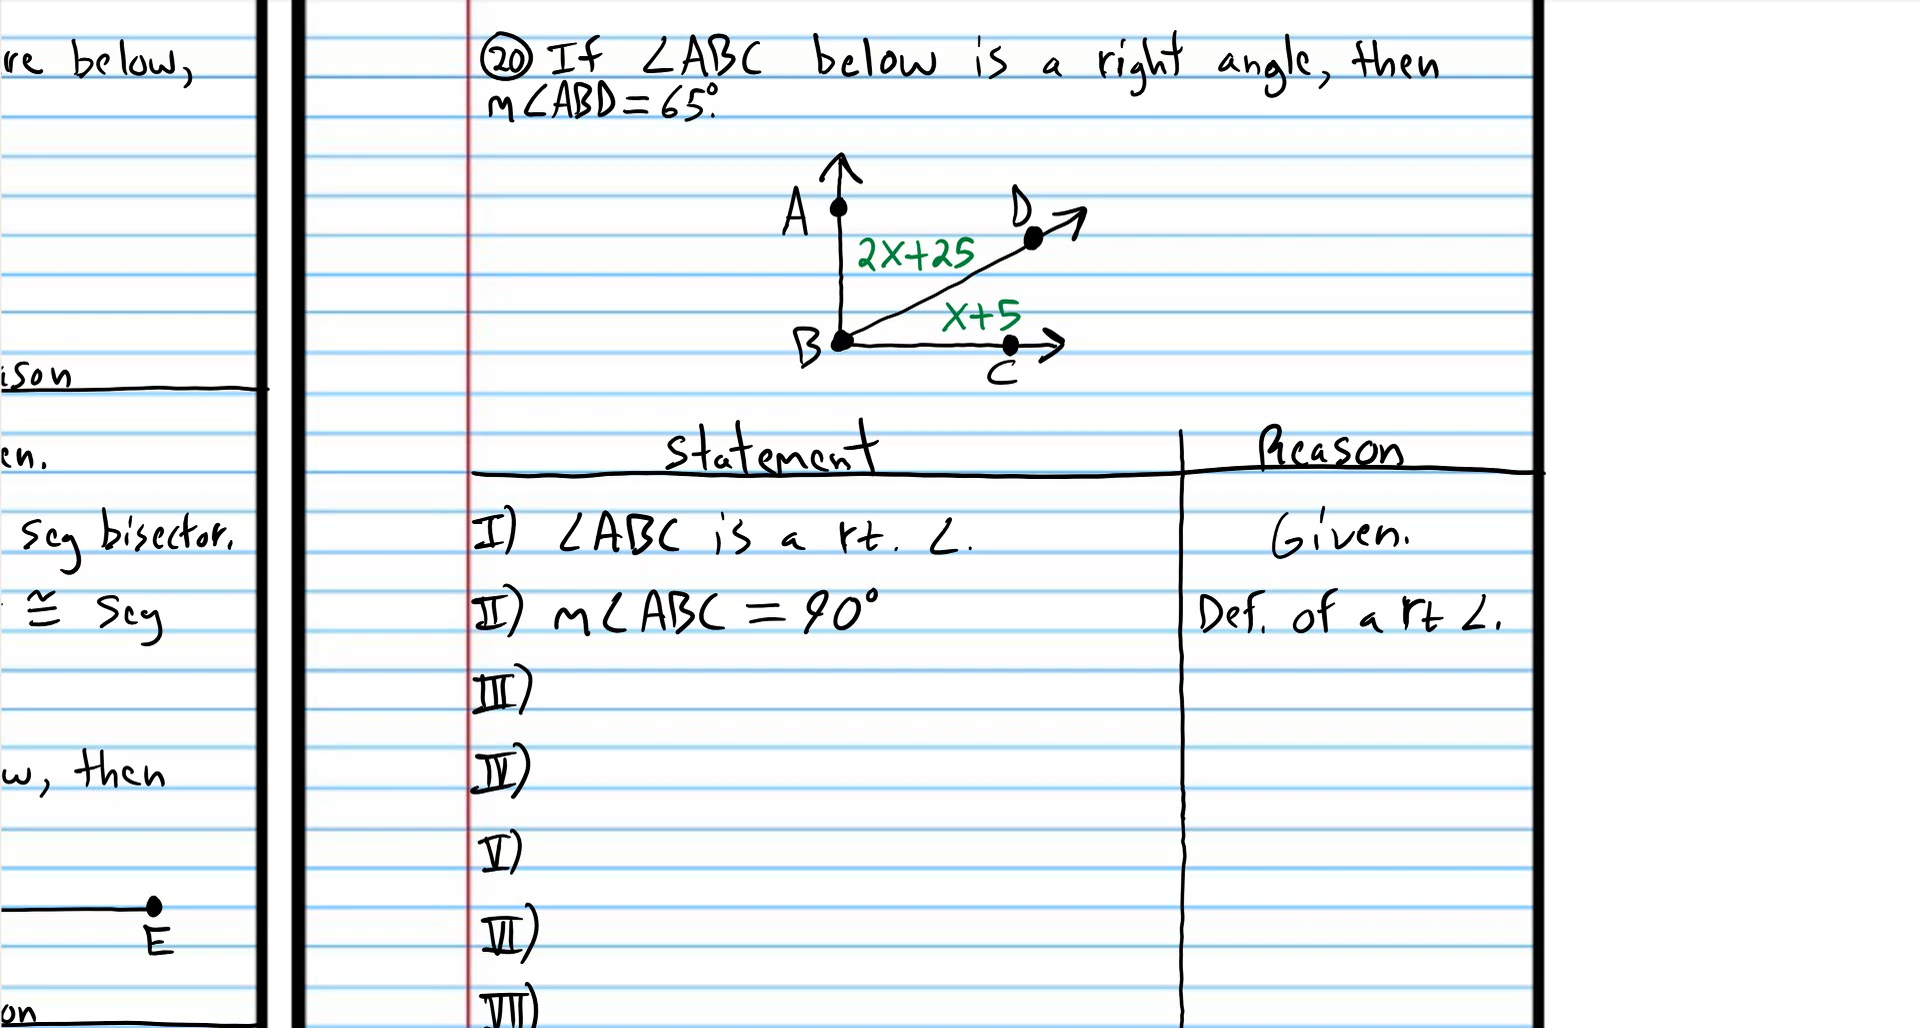 re below,
ison
en.
seg bisector.
≅ seg
w, then
E
on
20 If ∠ABC below is a right angle, then
m∠ABD=65°.
A
D
2x+25
x+5
B
C
Statement Reason
I) ∠ABC is a rt. ∠. Given.
II) m∠ABC = 90° Def. of a rt ∠.
III)
IV)
V)
VI)
VII)